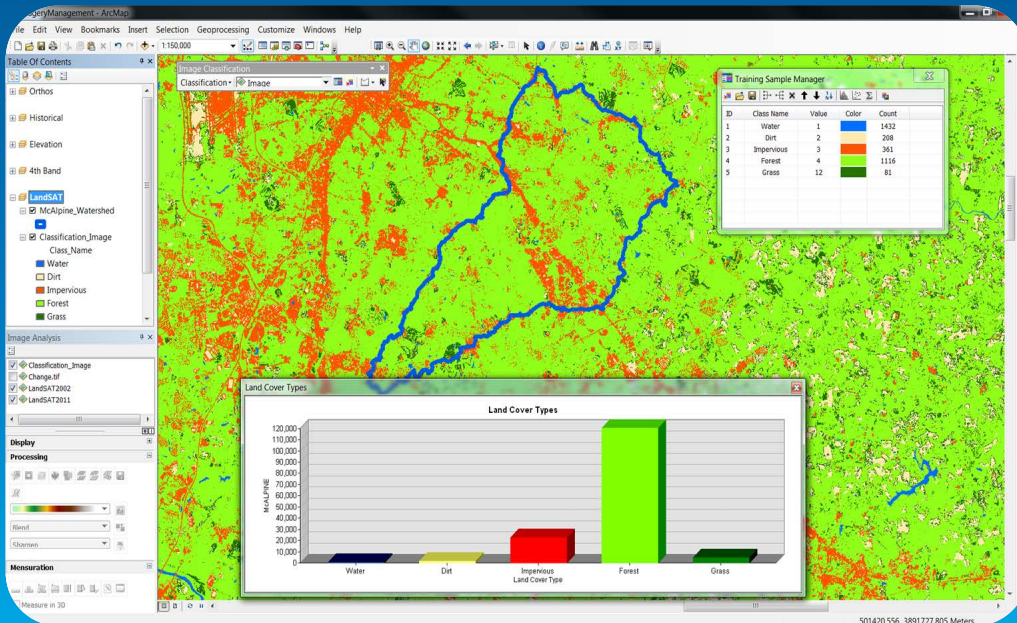 ImageryManagement - ArcMap
File Edit View Bookmarks Insert Selection Geoprocessing Customize Windows Help
1:150,000
Table Of Contents
Orthos
Historical
Elevation
4th Band
LandSAT
McAlpine_Watershed
Classification_Image
Class_Name
Water
Dirt
Impervious
Forest
Grass
Image Analysis
Classification_Image
Change.tif
LandSAT2002
LandSAT2011
Display
Processing
Blend
Sharpen
Mensuration
Measure in 3D
Image Classification
Classification Image
Training Sample Manager
ID Class Name Value Color Count
1 Water 1 1432
2 Dirt 2 208
3 Impervious 3 361
4 Forest 4 1116
5 Grass 12 81
Land Cover Types
Land Cover Types
120,000
110,000
100,000
90,000
80,000
70,000
60,000
50,000
40,000
30,000
20,000
10,000
0
McALPINE
Water Dirt Impervious Forest Grass
Land Cover Type
501420.556 3891727.805 Meters